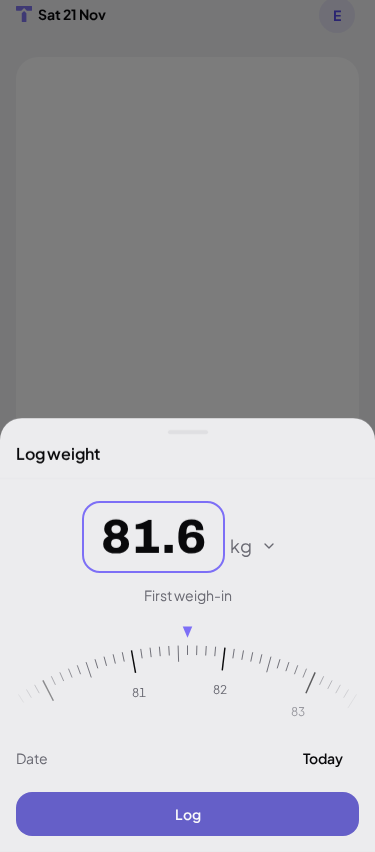 Sat 21 Nov
E
Log weight
81.6
kg
First weigh-in
81
82
83
Date
Today
Log